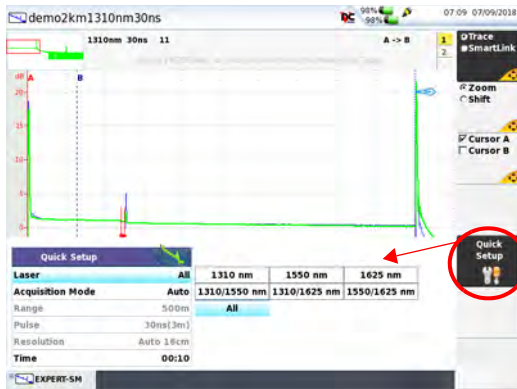 demo2km1310nm30ns
98%
98%
07:09 07/09/2018
1310nm 30ns 11
A -> B
1
2
Trace
SmartLink
dB
A
B
20
15
10
5
0
Zoom
Shift
Cursor A
Cursor B
Quick
Setup
Quick Setup
Laser All
1310 nm 1550 nm 1625 nm
Acquisition Mode Auto
1310/1550 nm 1310/1625 nm 1550/1625 nm
Range 500m
All
Pulse 30ns(3m)
Resolution Auto 16cm
Time 00:10
EXPERT-SM